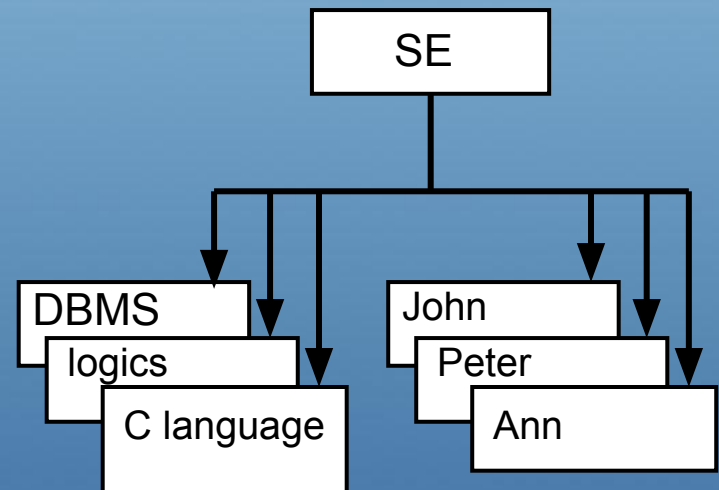 SE
DBMS
logics
C language
John
Peter
Ann